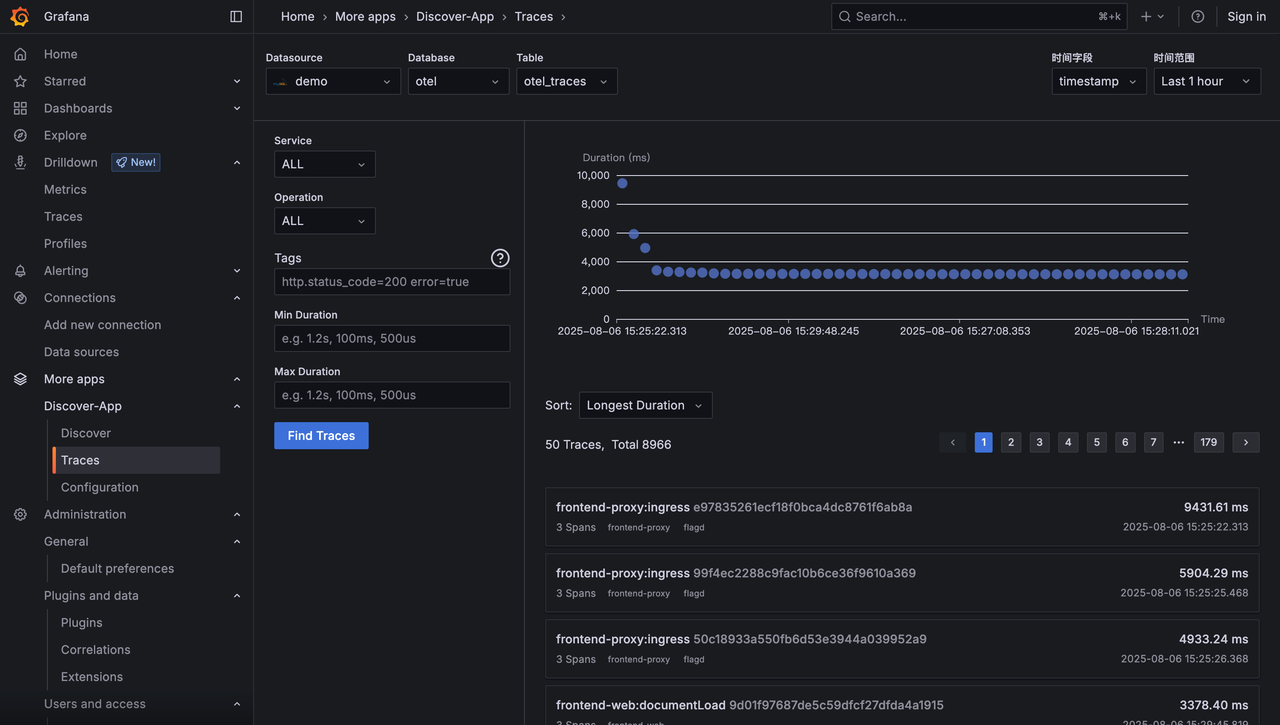 Grafana
Home › More apps › Discover-App › Traces ›
Search... ⌘+k
Sign in
Home
Starred
Dashboards
Explore
Drilldown New!
Metrics
Traces
Profiles
Alerting
Connections
Add new connection
Data sources
More apps
Discover-App
Discover
Traces
Configuration
Administration
General
Default preferences
Plugins and data
Plugins
Correlations
Extensions
Users and access
Datasource Database Table 时间字段 时间范围
demo otel otel_traces timestamp Last 1 hour
Service
ALL
Operation
ALL
Tags ?
http.status_code=200 error=true
Min Duration
e.g. 1.2s, 100ms, 500us
Max Duration
e.g. 1.2s, 100ms, 500us
Find Traces
Duration (ms)
10,000
8,000
6,000
4,000
2,000
0
Time
2025-08-06 15:25:22.313 2025-08-06 15:29:48.245 2025-08-06 15:27:08.353 2025-08-06 15:28:11.021
Sort: Longest Duration
50 Traces, Total 8966
‹ 1 2 3 4 5 6 7 ••• 179 ›
frontend-proxy:ingress e97835261ecf18f0bca4dc8761f6ab8a 9431.61 ms
3 Spans frontend-proxy flagd 2025-08-06 15:25:22.313
frontend-proxy:ingress 99f4ec2288c9fac10b6ce36f9610a369 5904.29 ms
3 Spans frontend-proxy flagd 2025-08-06 15:25:25.468
frontend-proxy:ingress 50c18933a550fb6d53e3944a039952a9 4933.24 ms
3 Spans frontend-proxy flagd 2025-08-06 15:25:26.368
frontend-web:documentLoad 9d01f97687de5c59dfcf27dfda4a1915 3378.40 ms
3 Spans frontend-web 2025-08-06 15:29:45.819